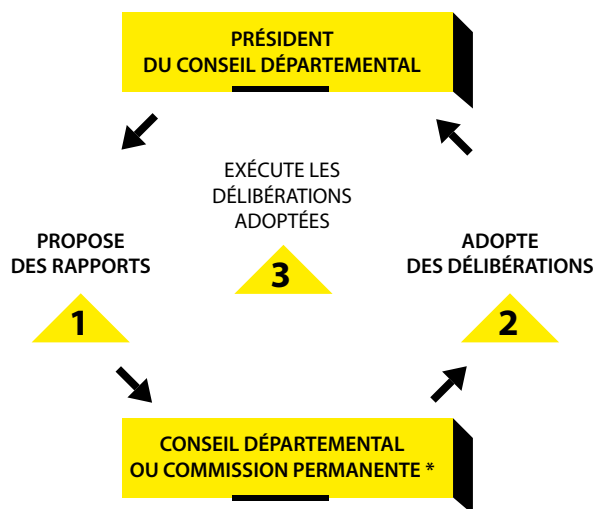 PRÉSIDENT
DU CONSEIL DÉPARTEMENTAL
EXÉCUTE LES
DÉLIBÉRATIONS
ADOPTÉES
3
PROPOSE
DES RAPPORTS
1
ADOPTE
DES DÉLIBÉRATIONS
2
CONSEIL DÉPARTEMENTAL
OU COMMISSION PERMANENTE *